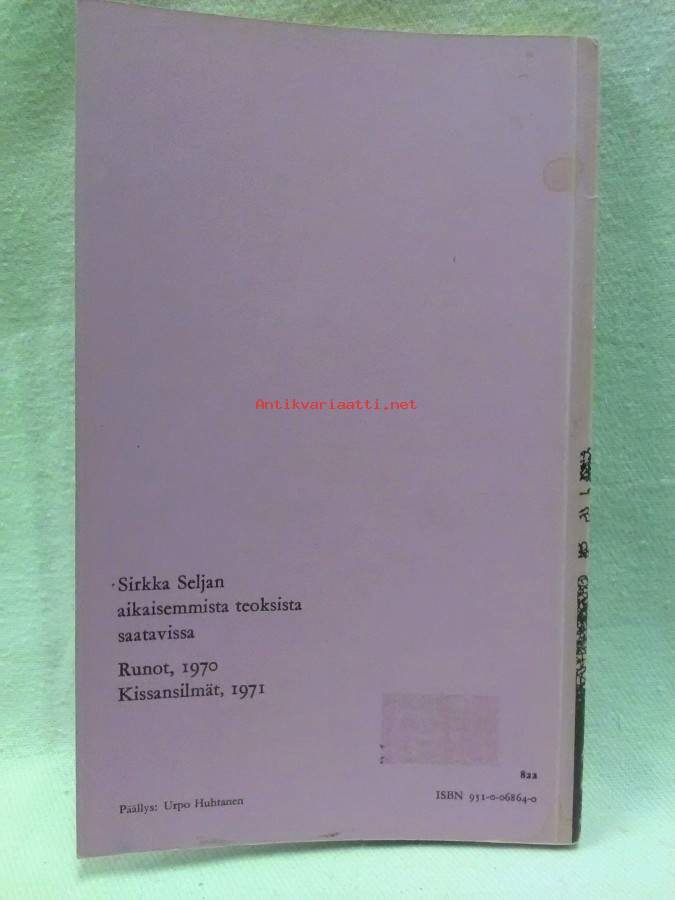 Antikvariaatti.net
Sirkka Seljan
aikaisemmista teoksista
saatavissa
Runot, 1970
Kissansilmät, 1971
822
Päällys: Urpo Huhtanen
ISBN 951-0-06864-0